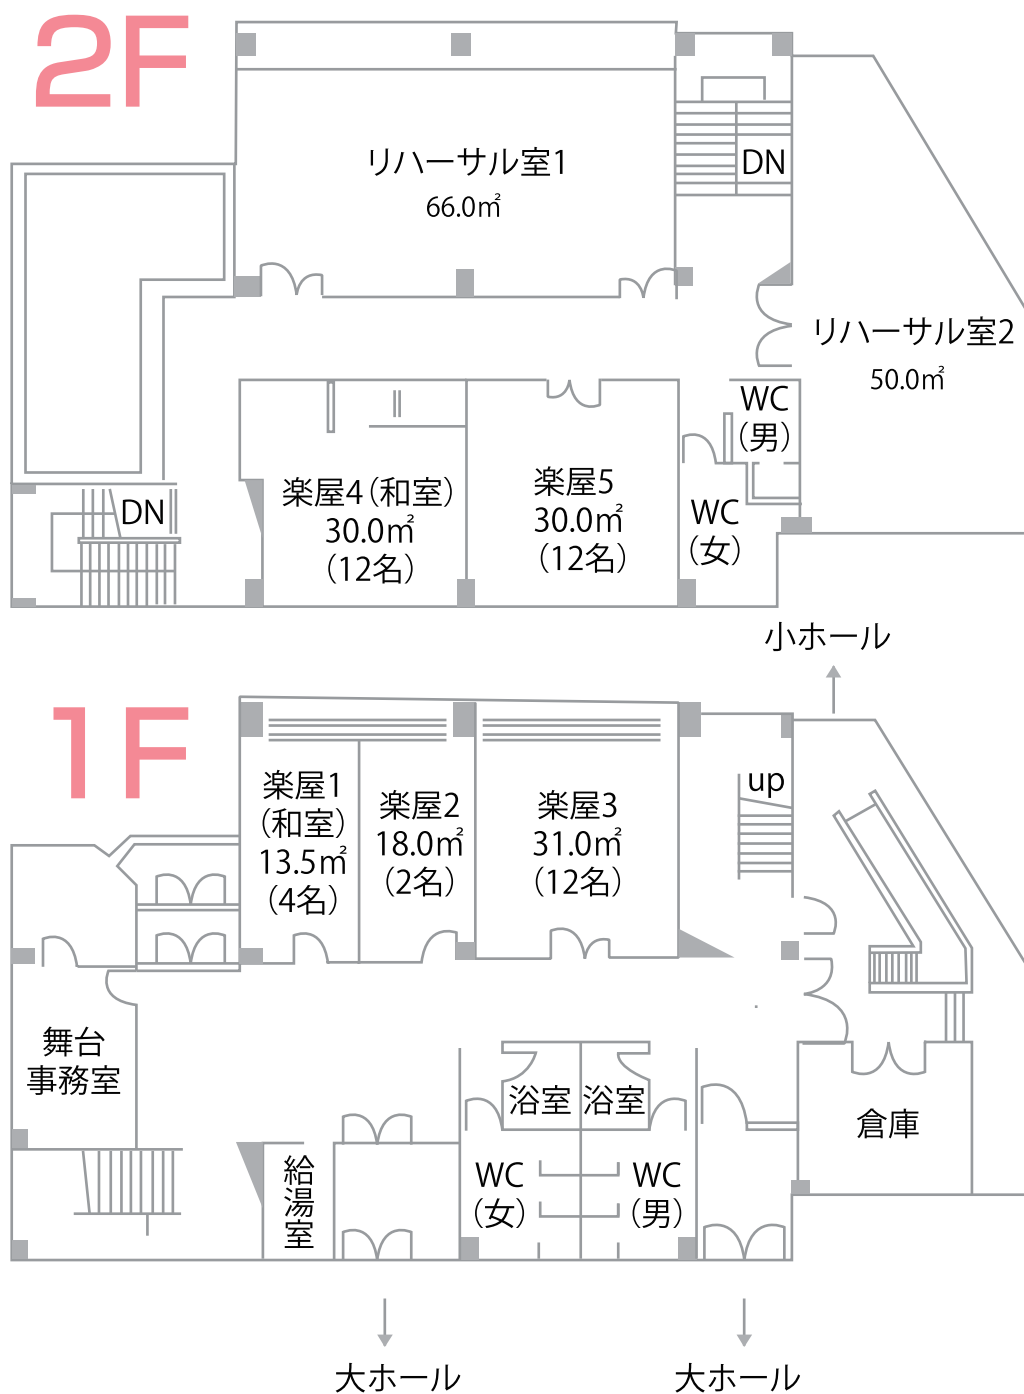 2F
リハーサル室1
66.0㎡
DN
リハーサル室2
50.0㎡
WC
（男）
楽屋4（和室）
30.0㎡
（12名）
楽屋5
30.0㎡
（12名）
WC
（女）
DN
小ホール
1F
楽屋1
（和室）
13.5㎡
（4名）
楽屋2
18.0㎡
（2名）
楽屋3
31.0㎡
（12名）
up
舞台
事務室
浴室
浴室
倉庫
給湯室
WC
（女）
WC
（男）
大ホール
大ホール